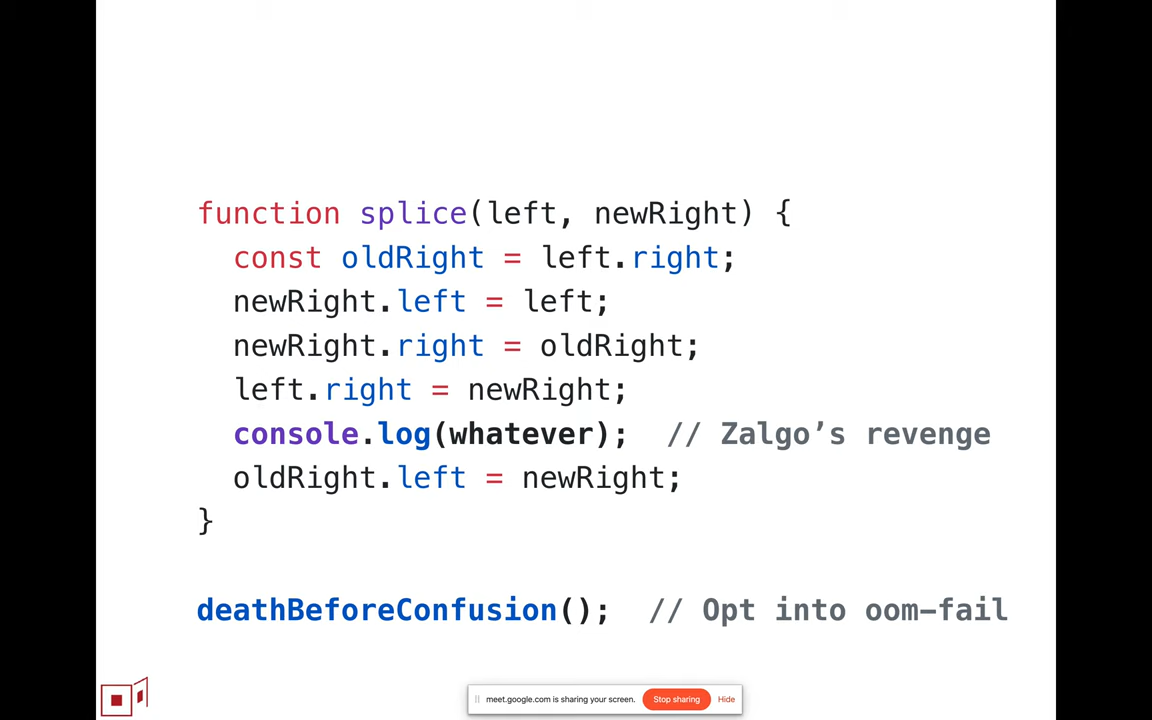 function splice(left, newRight) {
  const oldRight = left.right;
  newRight.left = left;
  newRight.right = oldRight;
  left.right = newRight;
  console.log(whatever);  // Zalgo’s revenge
  oldRight.left = newRight;
}
deathBeforeConfusion();  // Opt into oom-fail
meet.google.com is sharing your screen. Stop sharing Hide